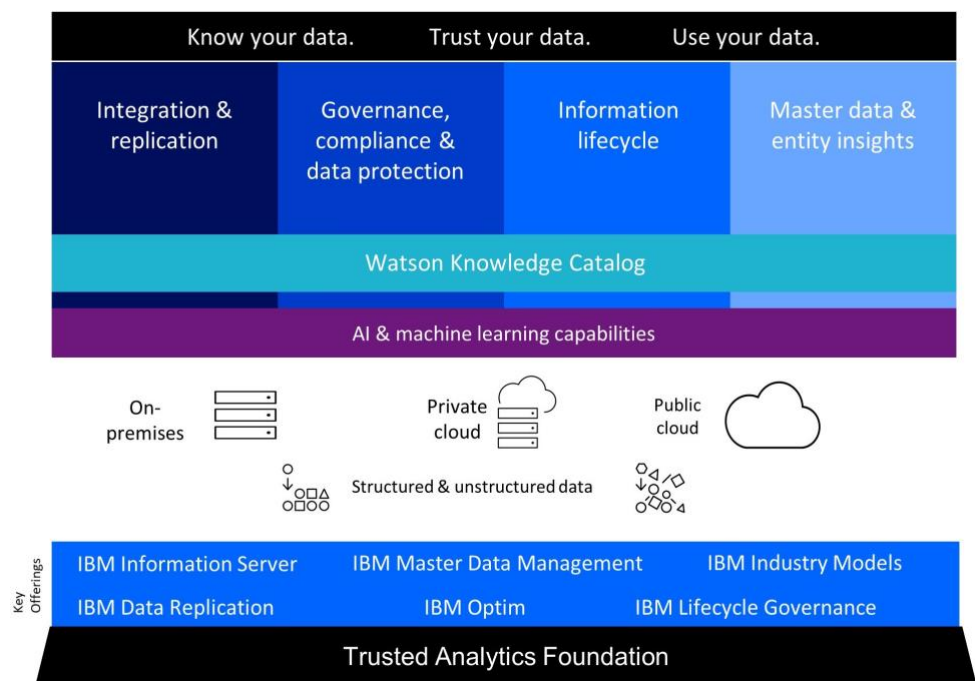 Know your data. Trust your data. Use your data.
Integration &
replication
Governance,
compliance &
data protection
Information
lifecycle
Master data &
entity insights
Watson Knowledge Catalog
AI & machine learning capabilities
On-
premises
Private
cloud
Public
cloud
Structured & unstructured data
Key
Offerings
IBM Information Server
IBM Master Data Management
IBM Industry Models
IBM Data Replication
IBM Optim
IBM Lifecycle Governance
Trusted Analytics Foundation